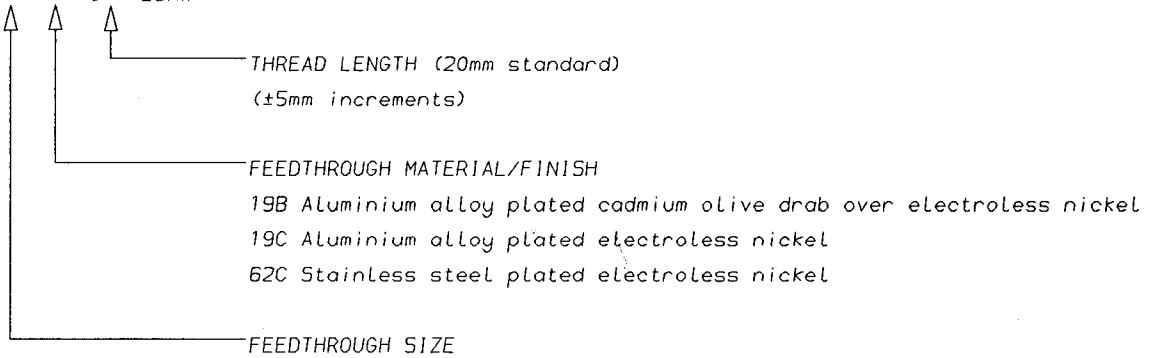 THREAD LENGTH (20mm standard)
(±5mm increments)
FEEDTHROUGH MATERIAL/FINISH
19B Aluminium alloy plated cadmium olive drab over electroless nickel
19C Aluminium alloy plated electroless nickel
62C Stainless steel plated electroless nickel
FEEDTHROUGH SIZE